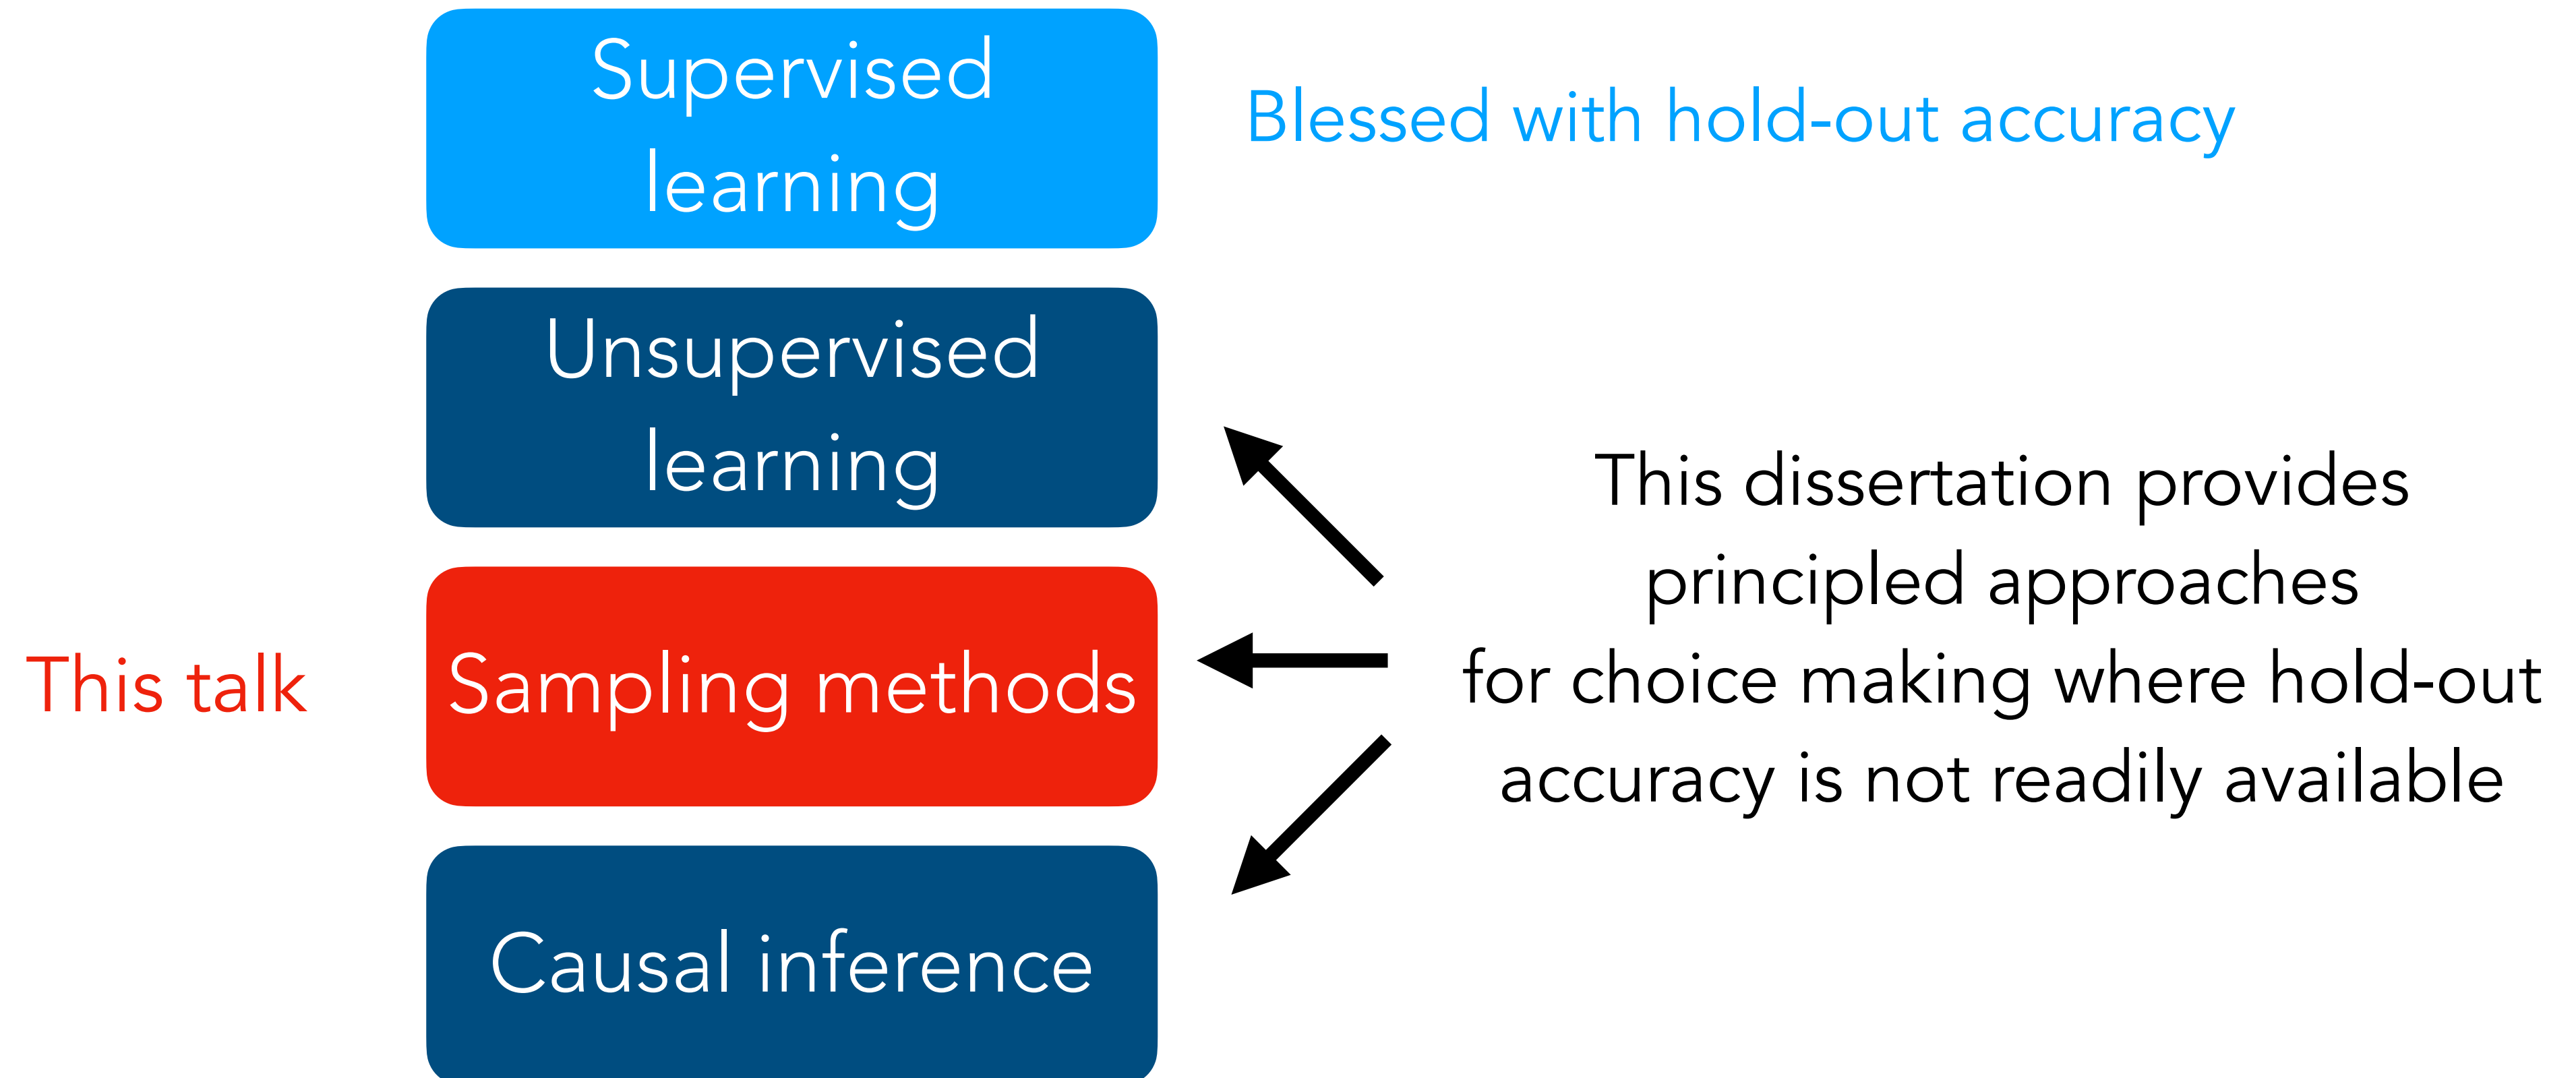 Supervised
learning
Blessed with hold-out accuracy
Unsupervised
learning
This talk
Sampling methods
This dissertation provides
principled approaches
for choice making where hold-out
accuracy is not readily available
Causal inference